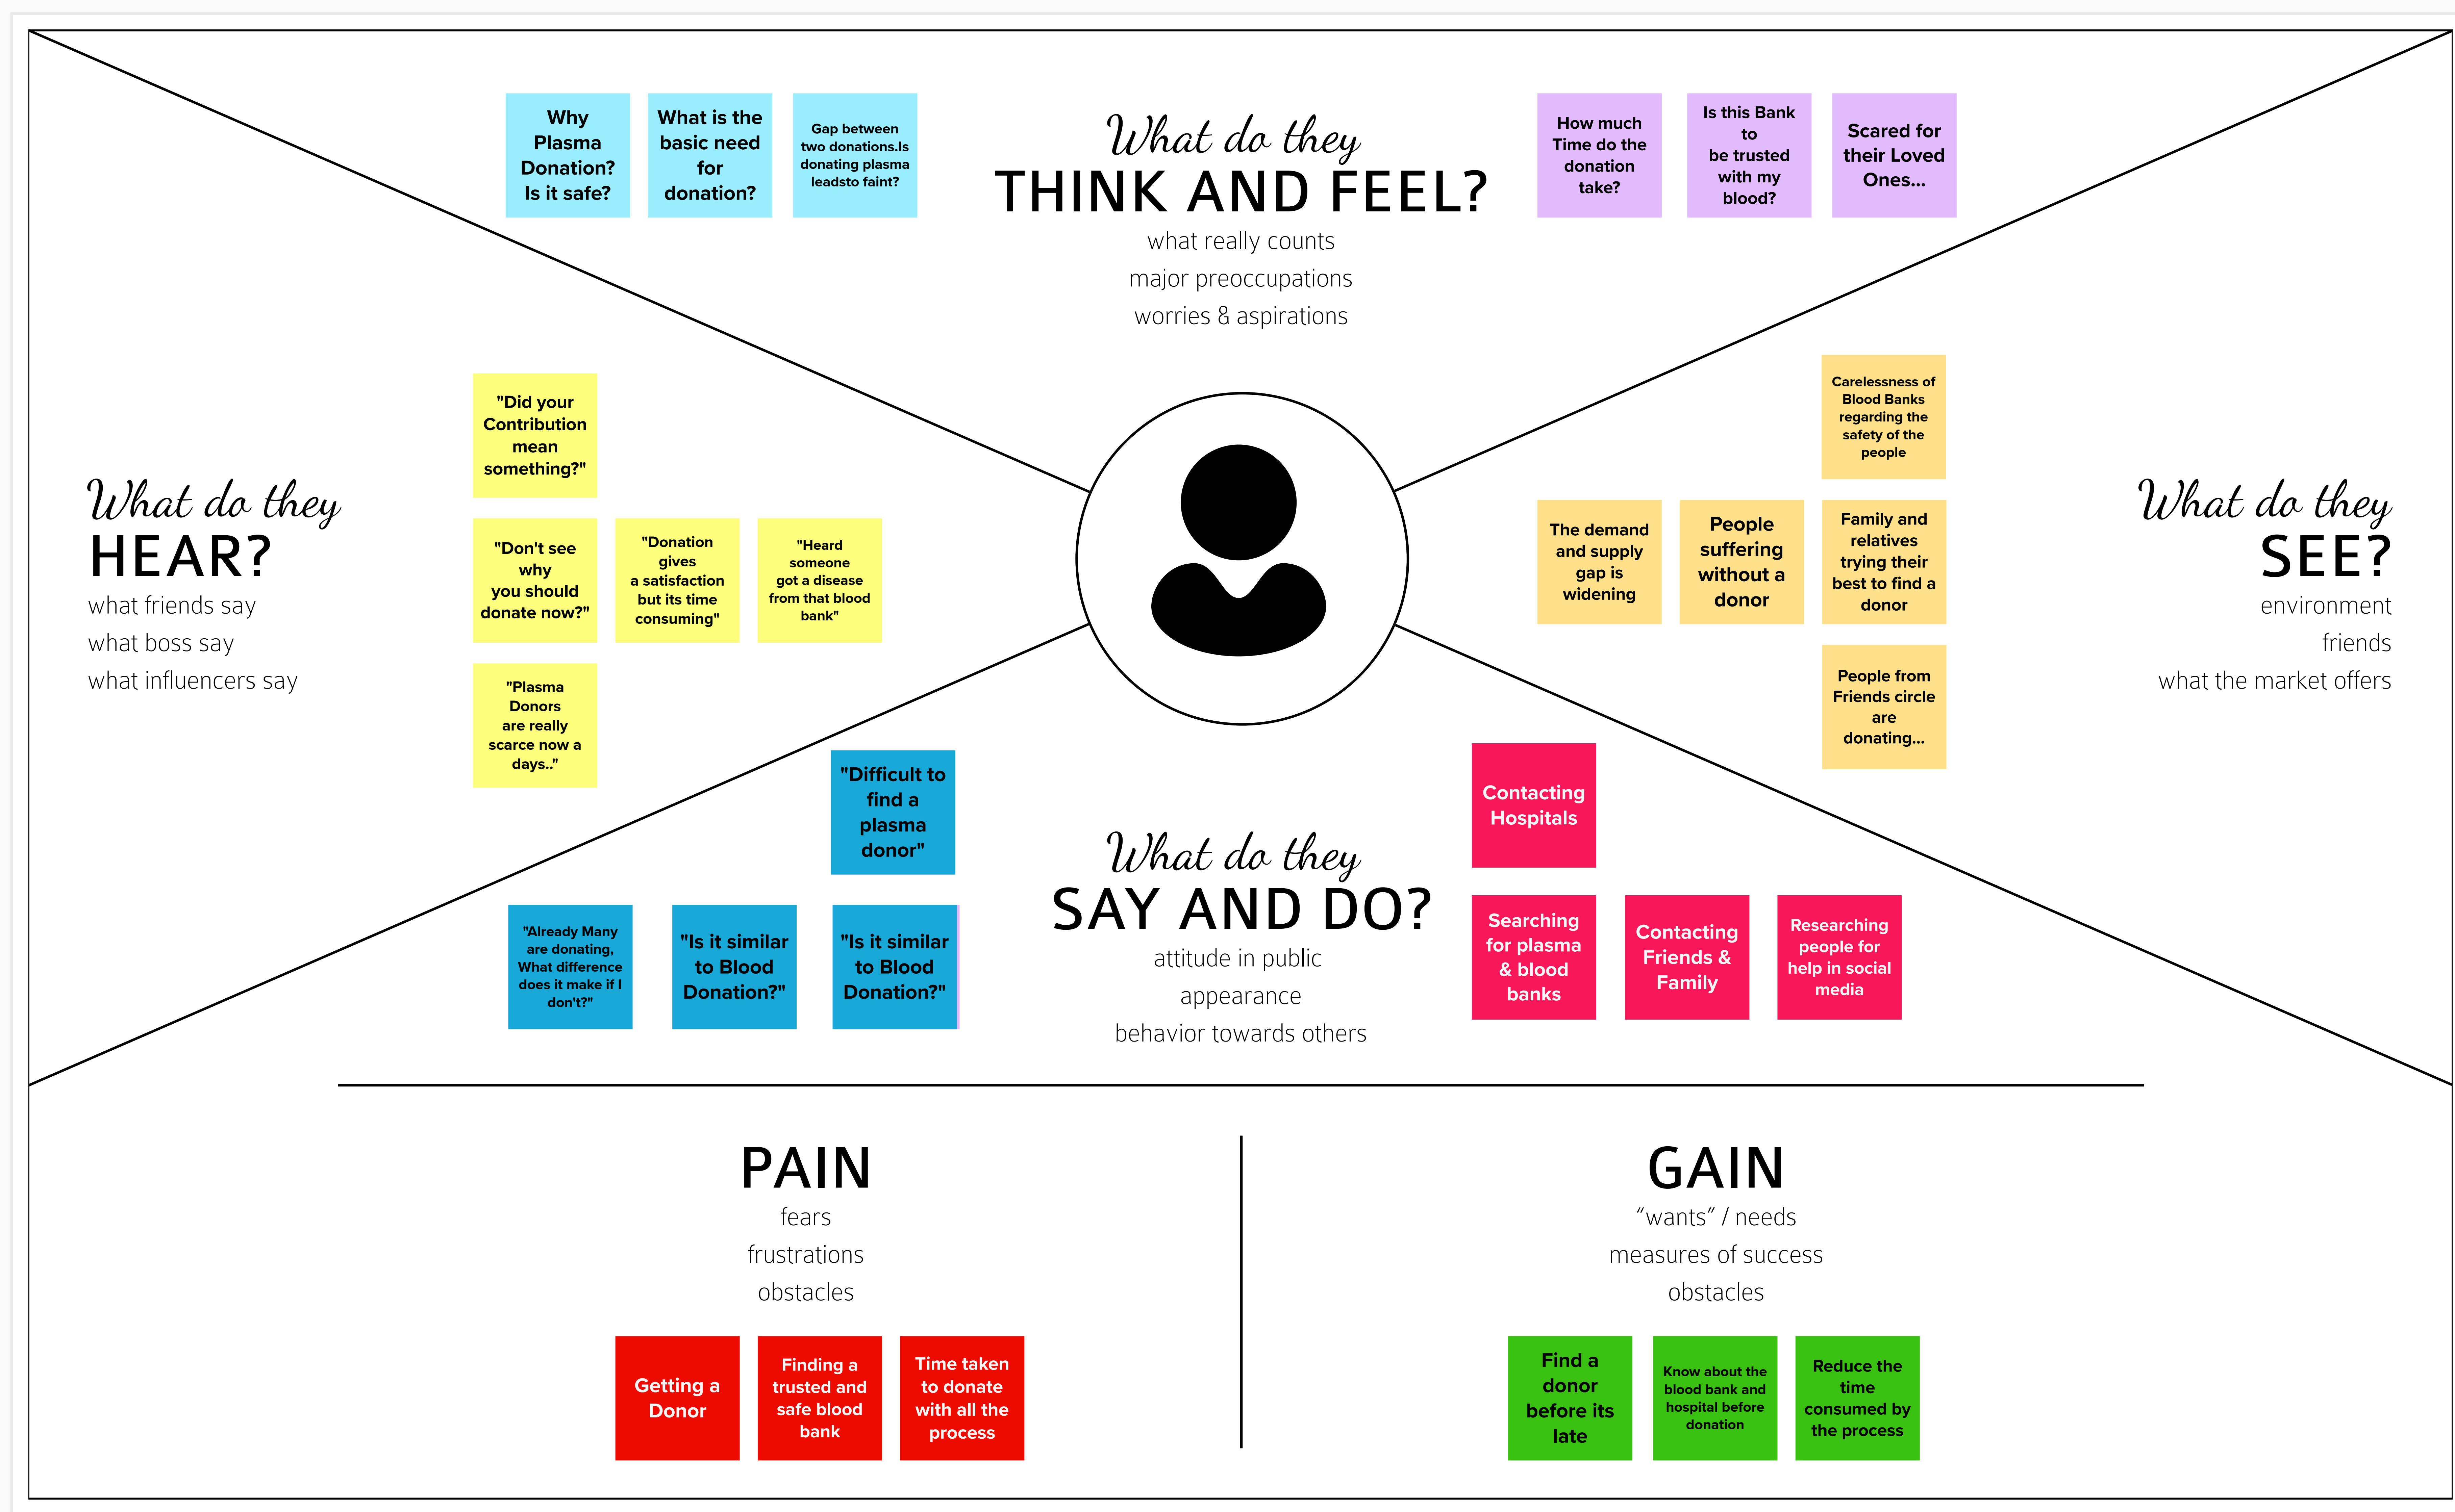 Why
Plasma
Donation?
Is it safe?
What is the
basic need
for
donation?
Gap between
two donations.Is
donating plasma
leadsto faint?
What do they
THINK AND FEEL?
what really counts
major preoccupations
worries & aspirations
How much
Time do the
donation
take?
Is this Bank
to
be trusted
with my
blood?
Scared for
their Loved
Ones...
What do they
HEAR?
what friends say
what boss say
what influencers say
"Did your
Contribution
mean
something?"
"Don't see
why
you should
donate now?"
"Donation
gives
a satisfaction
but its time
consuming"
"Heard
someone
got a disease
from that blood
bank"
"Plasma
Donors
are really
scarce now a
days.."
Carelessness of
Blood Banks
regarding the
safety of the
people
The demand
and supply
gap is
widening
People
suffering
without a
donor
Family and
relatives
trying their
best to find a
donor
People from
Friends circle
are
donating...
What do they
SEE?
environment
friends
what the market offers
"Difficult to
find a
plasma
donor"
"Already Many
are donating,
What difference
does it make if I
don't?"
"Is it similar
to Blood
Donation?"
"Is it similar
to Blood
Donation?"
What do they
SAY AND DO?
attitude in public
appearance
behavior towards others
Contacting
Hospitals
Searching
for plasma
& blood
banks
Contacting
Friends &
Family
Researching
people for
help in social
media
PAIN
fears
frustrations
obstacles
Getting a
Donor
Finding a
trusted and
safe blood
bank
Time taken
to donate
with all the
process
GAIN
“wants” / needs
measures of success
obstacles
Find a
donor
before its
late
Know about the
blood bank and
hospital before
donation
Reduce the
time
consumed by
the process